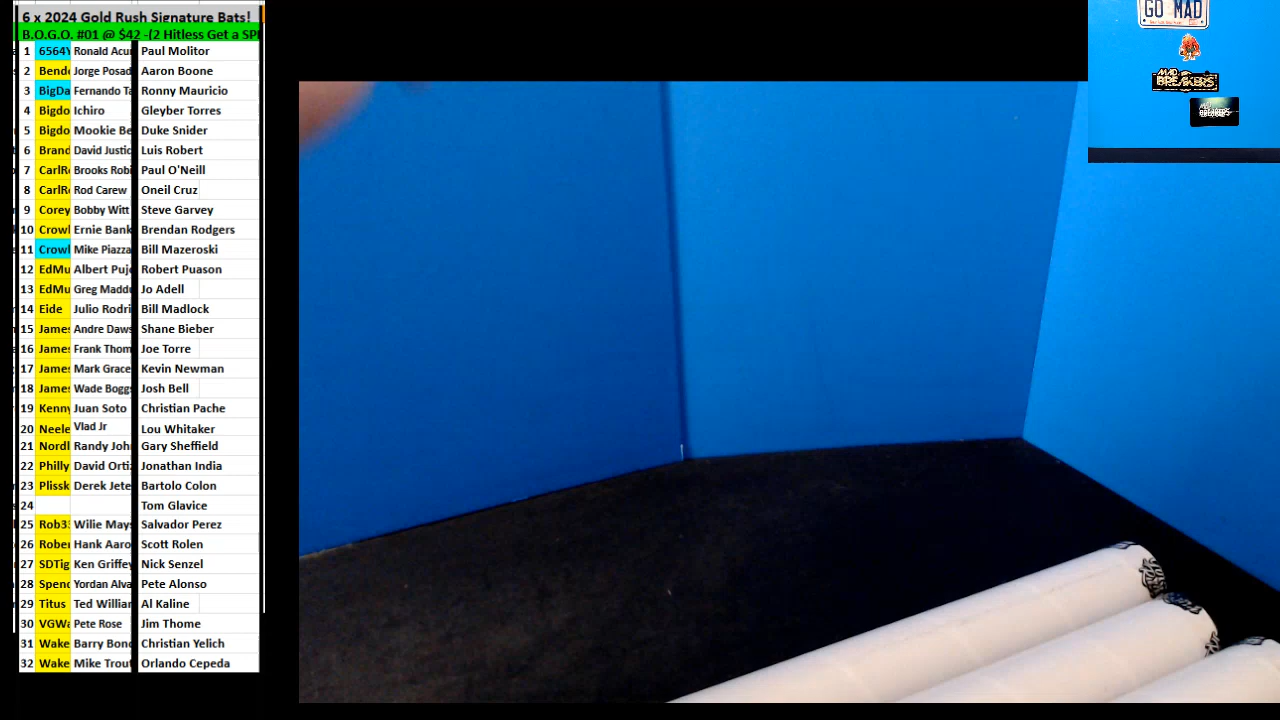 6 x 2024 Gold Rush Signature Bats!
B.O.G.O. #01 @ $42 -(2 Hitless Get a SP
1 6564 Ronald Acu Paul Molitor
2 Bend Jorge Posad Aaron Boone
3 BigDa Fernando Ta Ronny Mauricio
4 Bigdo Ichiro Gleyber Torres
5 Bigdo Mookie Be Duke Snider
6 Brand David Justic Luis Robert
7 CarlR Brooks Robi Paul O'Neill
8 CarlR Rod Carew Oneil Cruz
9 Corey Bobby Witt Steve Garvey
10 Crowl Ernie Bank Brendan Rodgers
11 Crowl Mike Piazza Bill Mazeroski
12 EdMu Albert Puj Robert Puason
13 EdMu Greg Maddu Jo Adell
14 Eide Julio Rodri Bill Madlock
15 James Andre Daws Shane Bieber
16 James Frank Thom Joe Torre
17 James Mark Grace Kevin Newman
18 James Wade Boggs Josh Bell
19 Kenny Juan Soto Christian Pache
20 Neele Vlad Jr Lou Whitaker
21 Nordl Randy Joh Gary Sheffield
22 Philly David Orti Jonathan India
23 Plissk Derek Jete Bartolo Colon
24 Tom Glavice
25 Rob3 Wilie Mays Salvador Perez
26 Rober Hank Aaro Scott Rolen
27 SDTig Ken Griffey Nick Senzel
28 Spenc Yordan Alva Pete Alonso
29 Titus Ted Willia Al Kaline
30 VGWa Pete Rose Jim Thome
31 Wake Barry Bond Christian Yelich
32 Wake Mike Trout Orlando Cepeda
GO MAD
MAD
BREAKERS